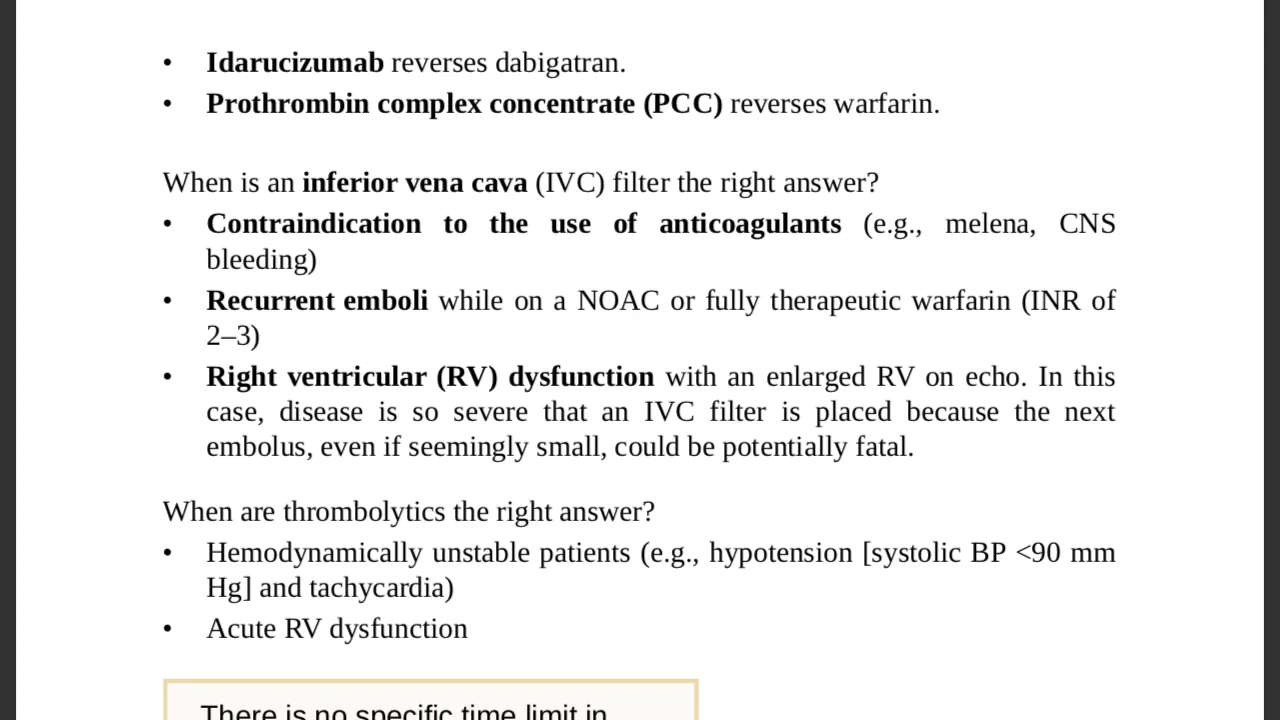 • Idarucizumab reverses dabigatran.
• Prothrombin complex concentrate (PCC) reverses warfarin.
When is an inferior vena cava (IVC) filter the right answer?
• Contraindication to the use of anticoagulants (e.g., melena, CNS
bleeding)
• Recurrent emboli while on a NOAC or fully therapeutic warfarin (INR of
2–3)
• Right ventricular (RV) dysfunction with an enlarged RV on echo. In this
case, disease is so severe that an IVC filter is placed because the next
embolus, even if seemingly small, could be potentially fatal.
When are thrombolytics the right answer?
• Hemodynamically unstable patients (e.g., hypotension [systolic BP <90 mm
Hg] and tachycardia)
• Acute RV dysfunction
There is no specific time limit in